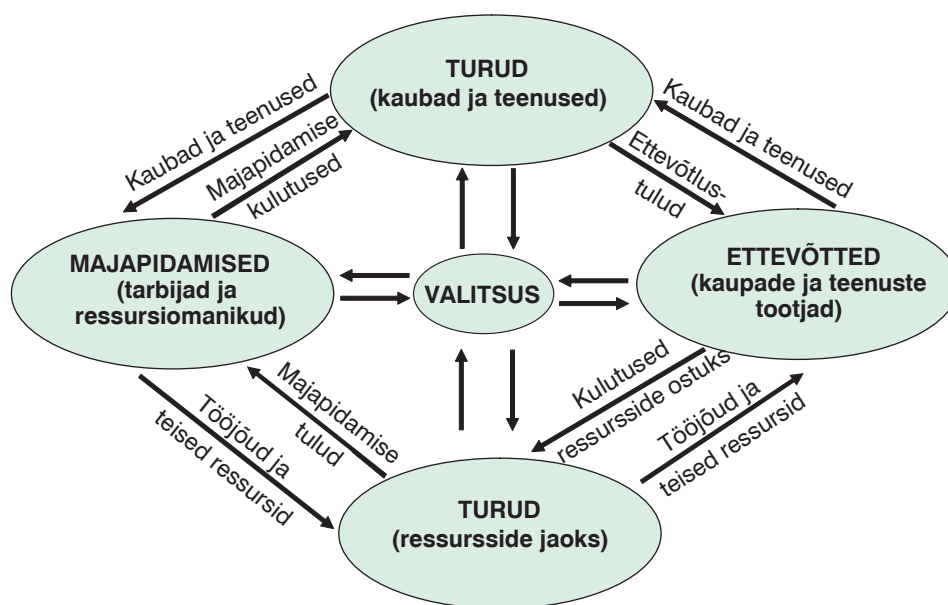 TURUD
(kaubad ja teenused)
Kaubad ja teenused
Majapidamise
kulutused
Ettevõtlus-
tulud
Kaubad ja teenused
MAJAPIDAMISED
(tarbijad ja
ressursiomanikud)
VALITSUS
ETTEVÕTTED
(kaupade ja teenuste
tootjad)
Tööjõud ja
teised ressursid
Majapidamise
tulud
Kulutused
ressursside ostuks
Tööjõud ja
teised ressursid
TURUD
(ressursside jaoks)